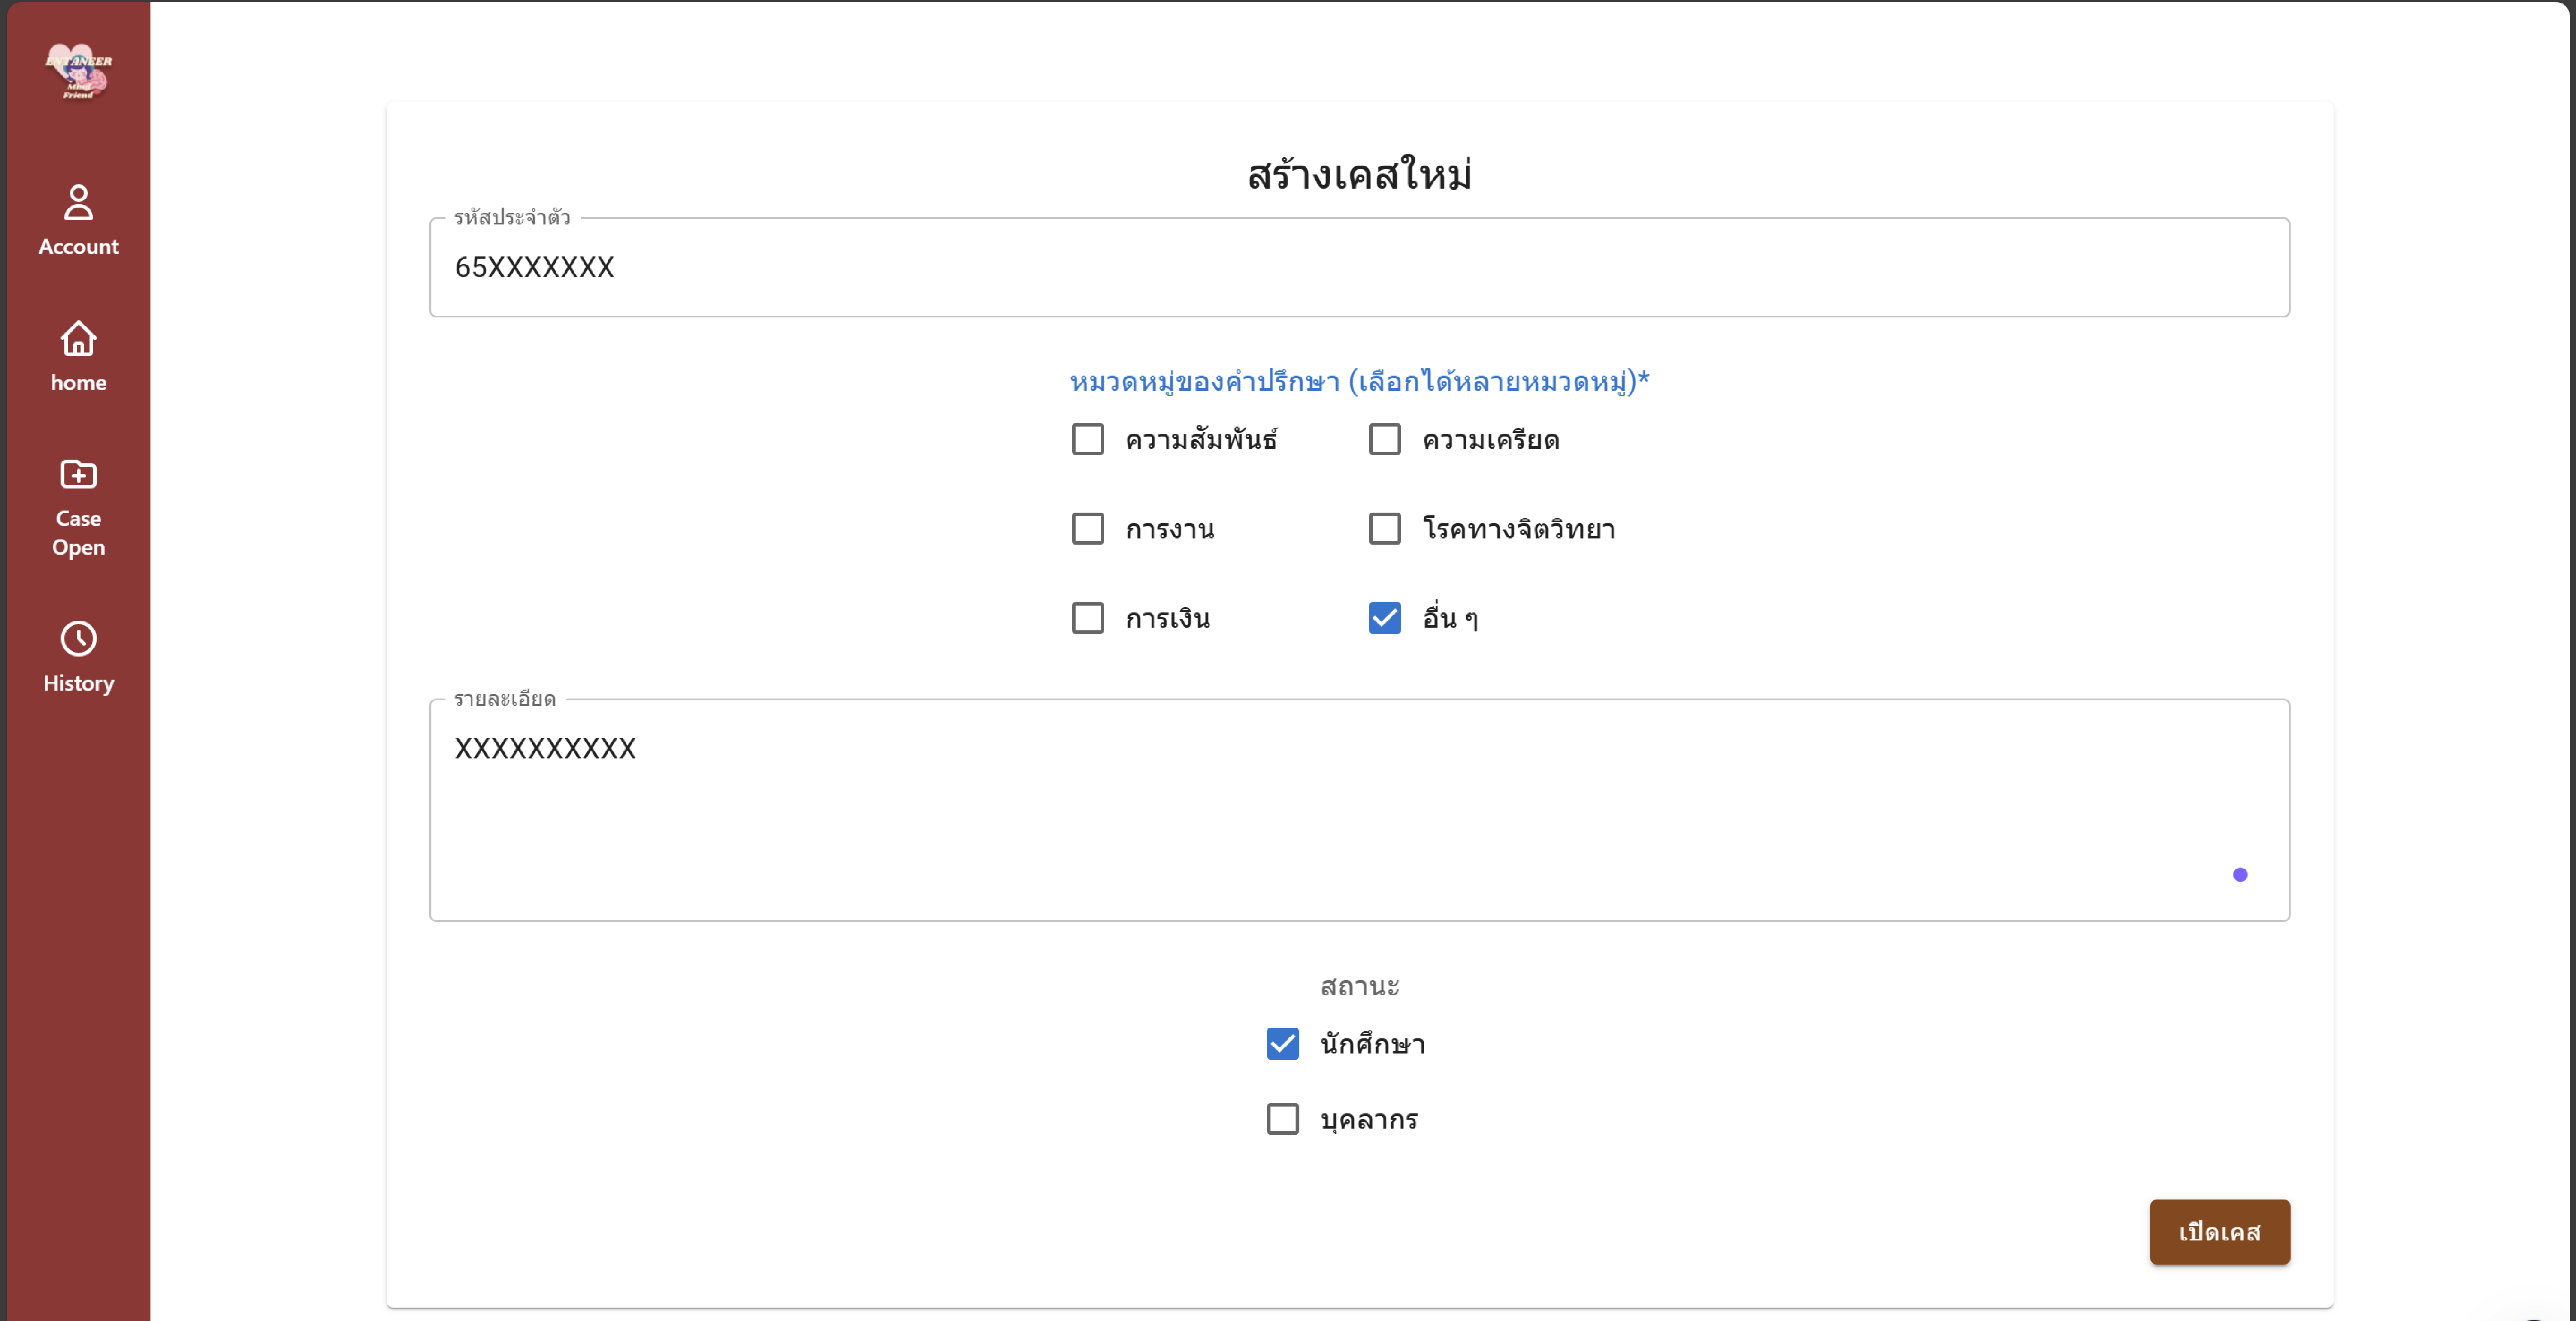 ENTANEER
Mind
Friend
Account
home
Case
Open
History
สร้างเคสใหม่
รหัสประจำตัว
65XXXXXXX
หมวดหมู่ของคำปรึกษา (เลือกได้หลายหมวดหมู่)*
ความสัมพันธ์ ความเครียด
การงาน โรคทางจิตวิทยา
การเงิน อื่น ๆ
รายละเอียด
XXXXXXXXXX
สถานะ
นักศึกษา
บุคลากร
เปิดเคส